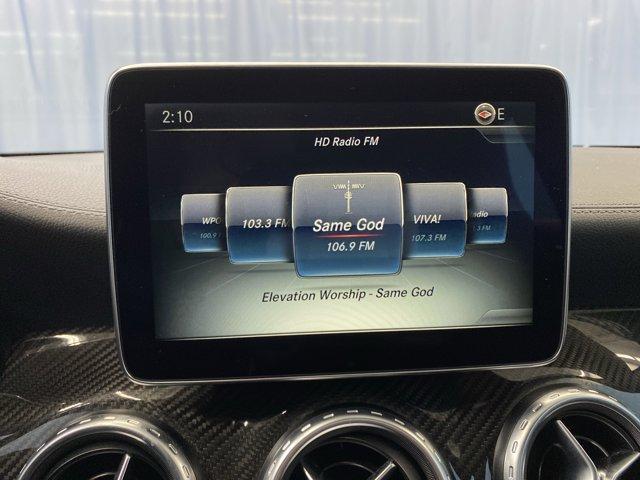 2:10
E
HD Radio FM
WPO
100.9
103.3 FM
Same God
106.9 FM
VIVA!
107.3 FM
adio
.3 FM
Elevation Worship - Same God